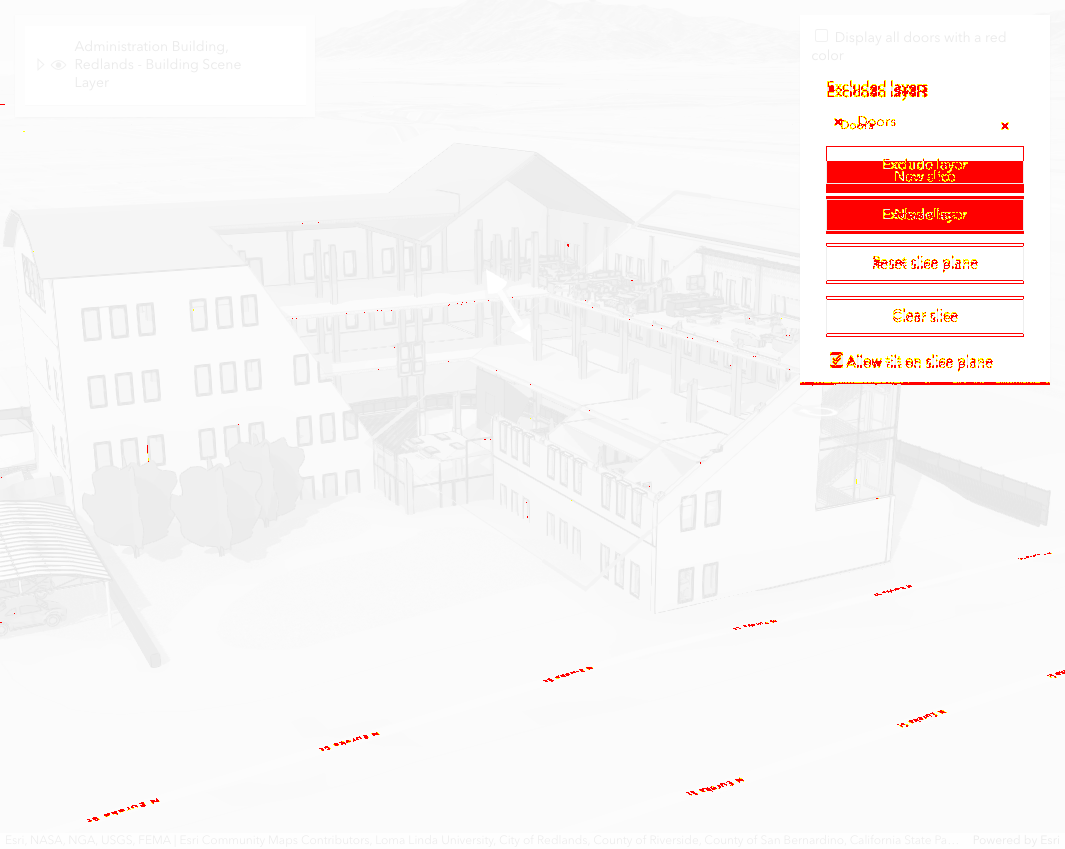 Administration Building,
Redlands - Building Scene
Layer
Display all doors with a red
color
Excluded layer
Doors
Doors
Exclude layer
New slice
Exclude layer
Reset slice plane
Clear slice
Allow tilt on slice plane
Esri, NASA, NGA, USGS, FEMA | Esri Community Maps Contributors, Loma Linda University, City of Redlands, County of Riverside, County of San Bernardino, California State Pa...
Powered by Esri